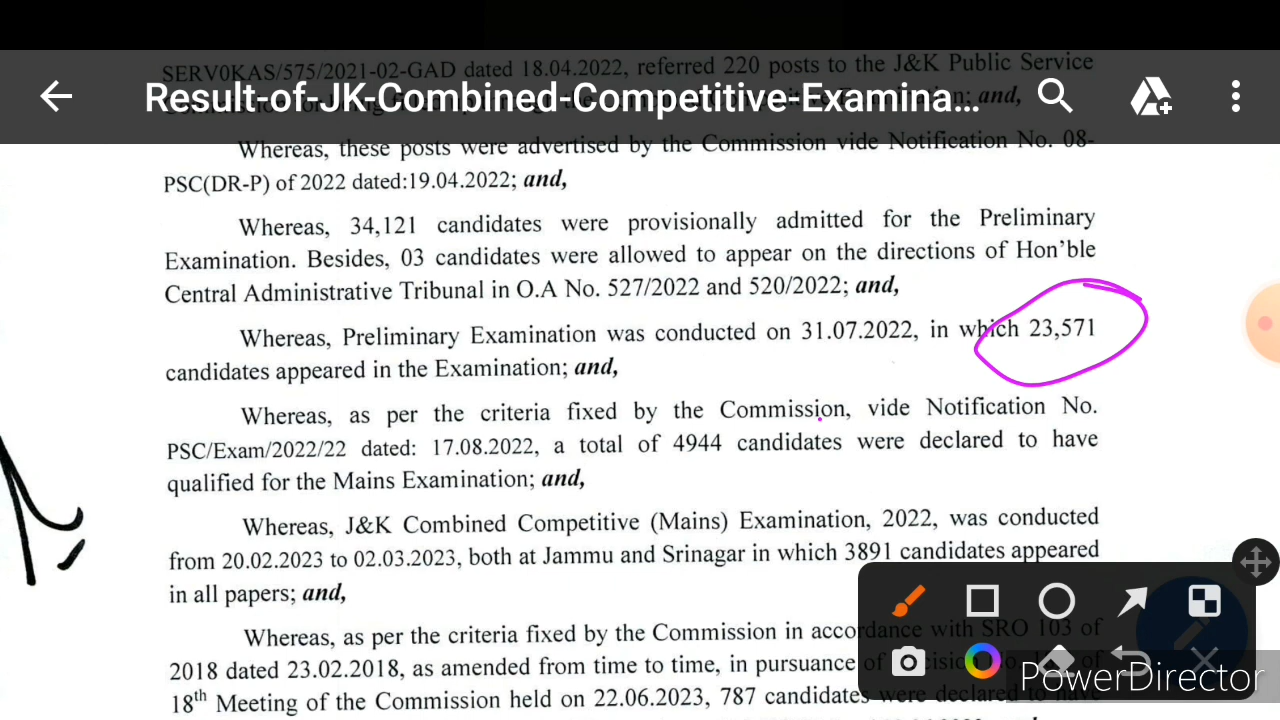 SERV0KAS/575/2021-02-GAD dated 18.04.2022, referred 220 posts to the J&K Public Service
Result-of-JK-Combined-Competitive-Examina...
and,
Whereas, these posts were advertised by the Commission vide Notification No. 08-
PSC(DR-P) of 2022 dated:19.04.2022; and,
Whereas, 34,121 candidates were provisionally admitted for the Preliminary
Examination. Besides, 03 candidates were allowed to appear on the directions of Hon’ble
Central Administrative Tribunal in O.A No. 527/2022 and 520/2022; and,
Whereas, Preliminary Examination was conducted on 31.07.2022, in which 23,571
candidates appeared in the Examination; and,
Whereas, as per the criteria fixed by the Commission, vide Notification No.
PSC/Exam/2022/22 dated: 17.08.2022, a total of 4944 candidates were declared to have
qualified for the Mains Examination; and,
Whereas, J&K Combined Competitive (Mains) Examination, 2022, was conducted
from 20.02.2023 to 02.03.2023, both at Jammu and Srinagar in which 3891 candidates appeared
in all papers; and,
Whereas, as per the criteria fixed by the Commission in accordance with SRO 103 of
2018 dated 23.02.2018, as amended from time to time, in pursuance of
18th Meeting of the Commission held on 22.06.2023, 787 candidates were declared to have
PowerDirector